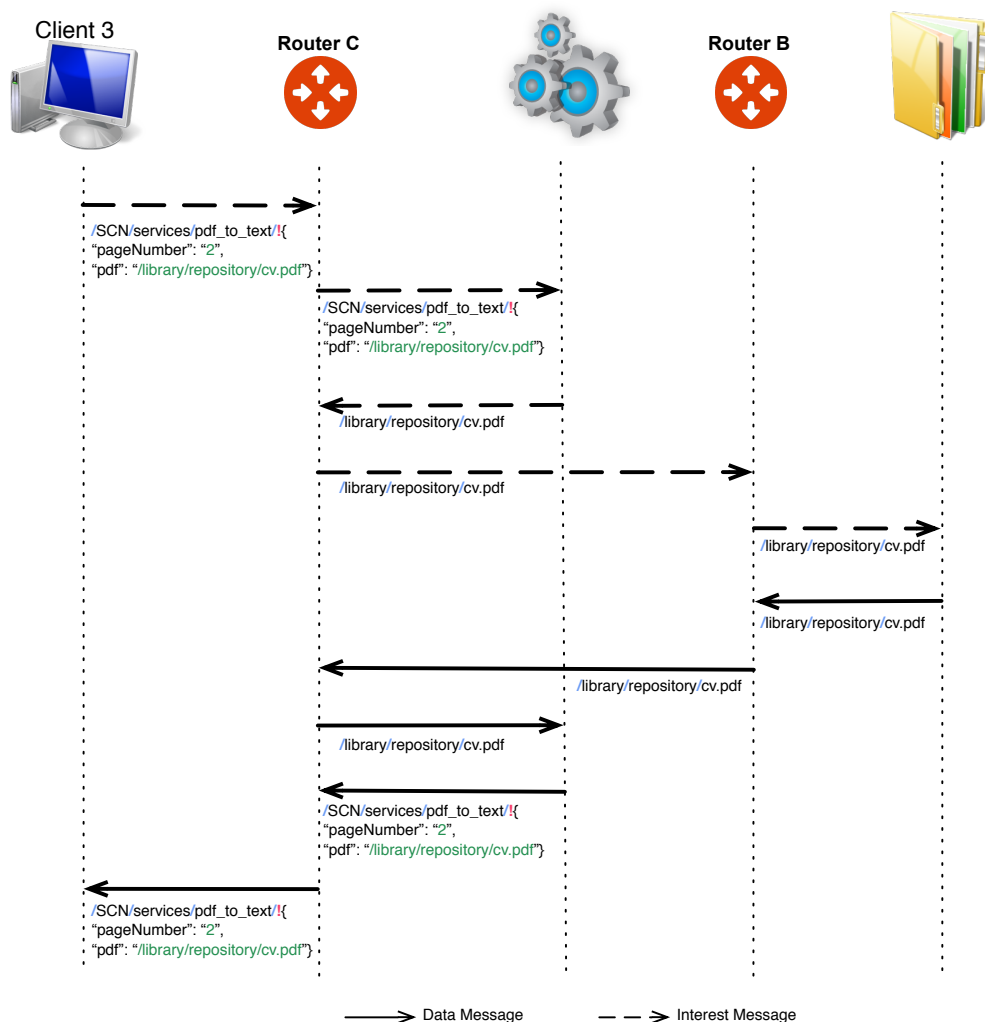 Client 3
Router C
Router B
/SCN/services/pdf_to_text/!{
“pageNumber”: “2”,
“pdf”: “/library/repository/cv.pdf”}
/SCN/services/pdf_to_text/!{
“pageNumber”: “2”,
“pdf”: “/library/repository/cv.pdf”}
/library/repository/cv.pdf
/library/repository/cv.pdf
/library/repository/cv.pdf
/library/repository/cv.pdf
/library/repository/cv.pdf
/library/repository/cv.pdf
/SCN/services/pdf_to_text/!{
“pageNumber”: “2”,
“pdf”: “/library/repository/cv.pdf”}
/SCN/services/pdf_to_text/!{
“pageNumber”: “2”,
“pdf”: “/library/repository/cv.pdf”}
Data Message
Interest Message